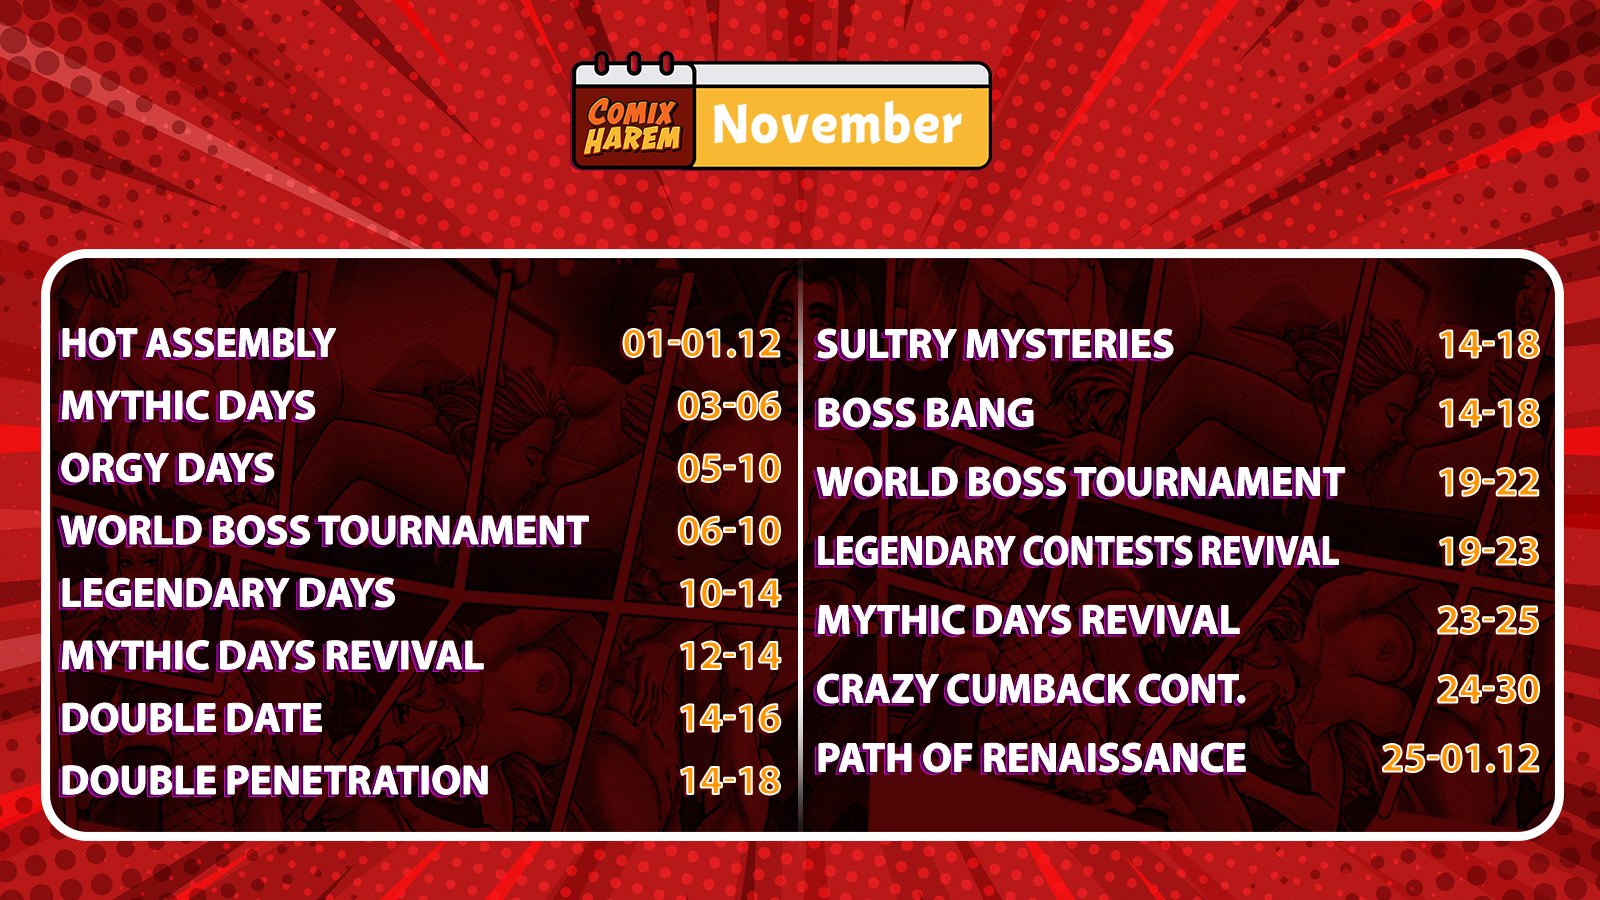 COMIX
HAREM
November
HOT ASSEMBLY 01-01.12
MYTHIC DAYS 03-06
ORGY DAYS 05-10
WORLD BOSS TOURNAMENT 06-10
LEGENDARY DAYS 10-14
MYTHIC DAYS REVIVAL 12-14
DOUBLE DATE 14-16
DOUBLE PENETRATION 14-18
SULTRY MYSTERIES 14-18
BOSS BANG 14-18
WORLD BOSS TOURNAMENT 19-22
LEGENDARY CONTESTS REVIVAL 19-23
MYTHIC DAYS REVIVAL 23-25
CRAZY CUMBACK CONT. 24-30
PATH OF RENAISSANCE 25-01.12